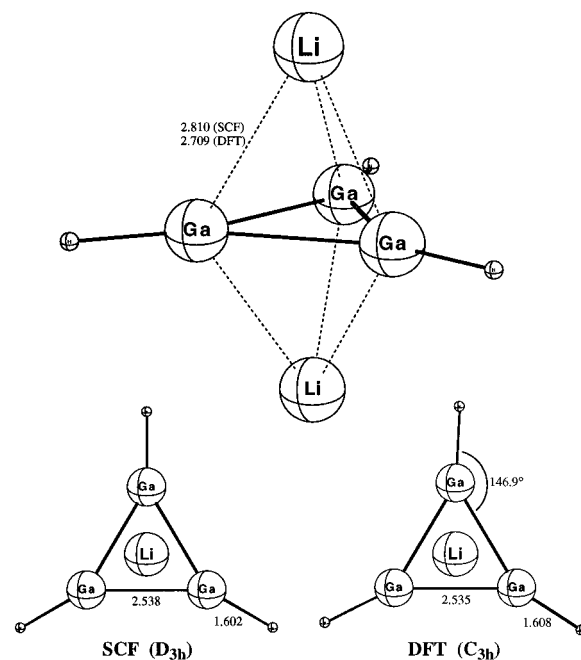 Li
2.810 (SCF)
2.709 (DFT)
H
Ga
Ga
Ga
H
H
Li
146.9°
Ga
Ga
Li
Li
Ga
Ga
Ga
Ga
2.538
2.535
1.602
1.608
SCF (D3h)
DFT (C3h)